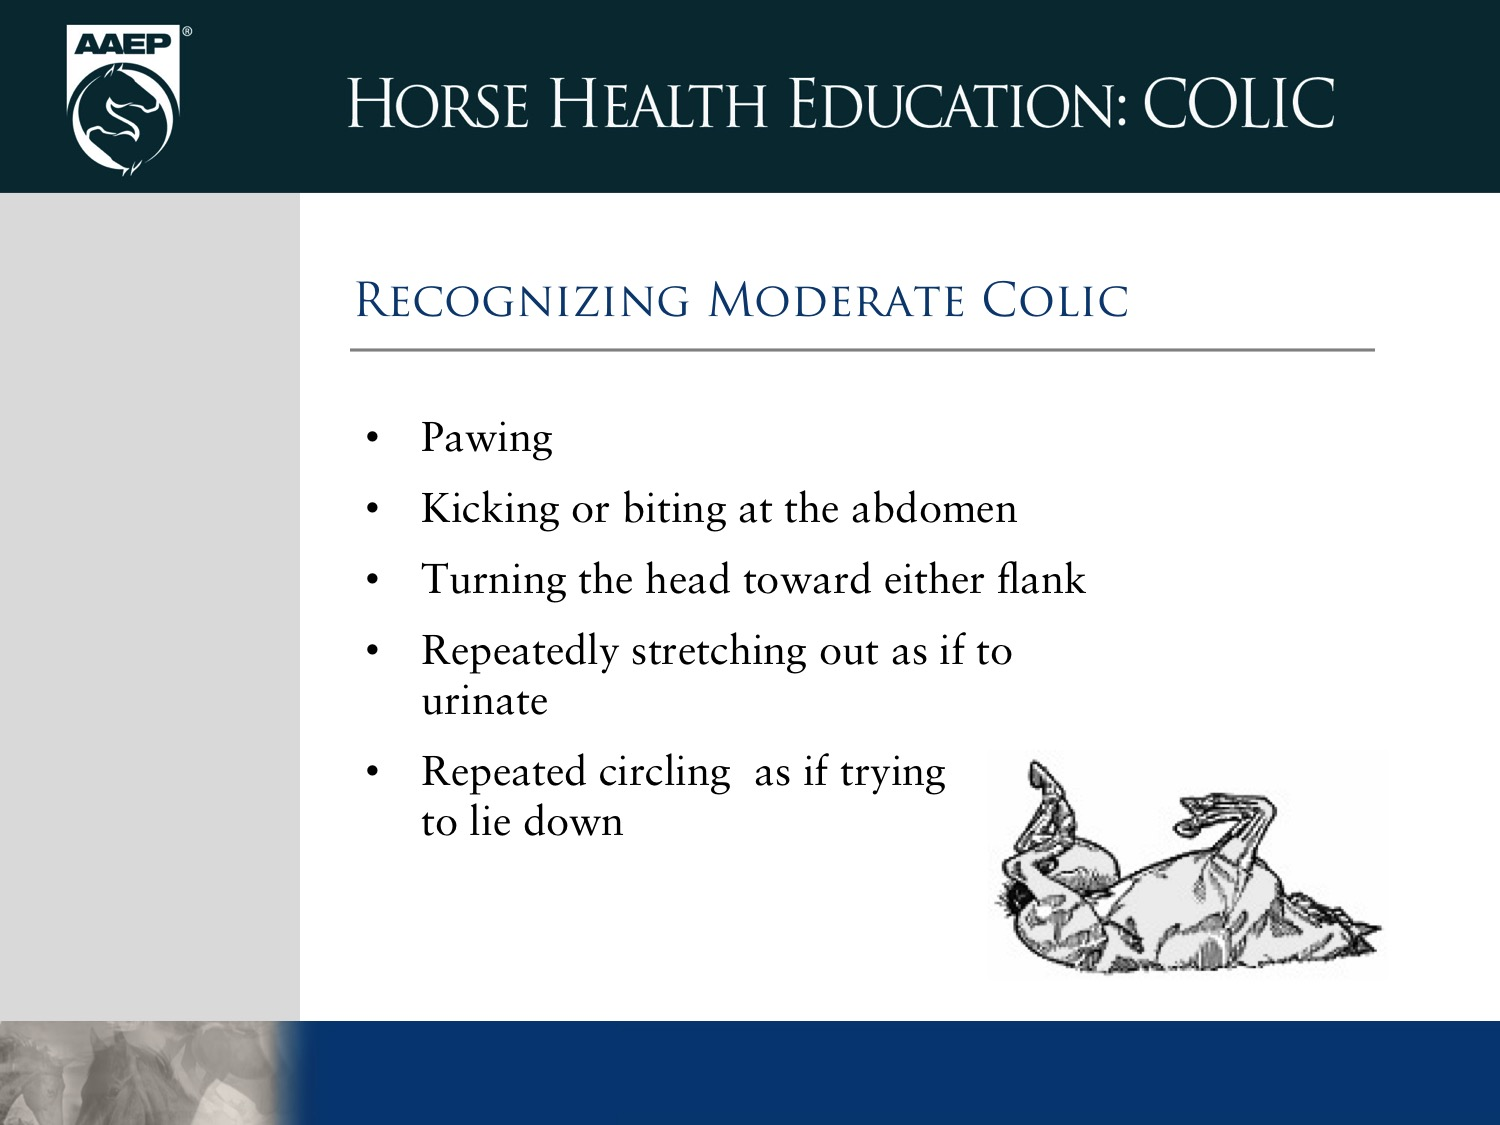 AAEP®
HORSE HEALTH EDUCATION: COLIC
RECOGNIZING MODERATE COLIC
• Pawing
• Kicking or biting at the abdomen
• Turning the head toward either flank
• Repeatedly stretching out as if to
urinate
• Repeated circling  as if trying
to lie down